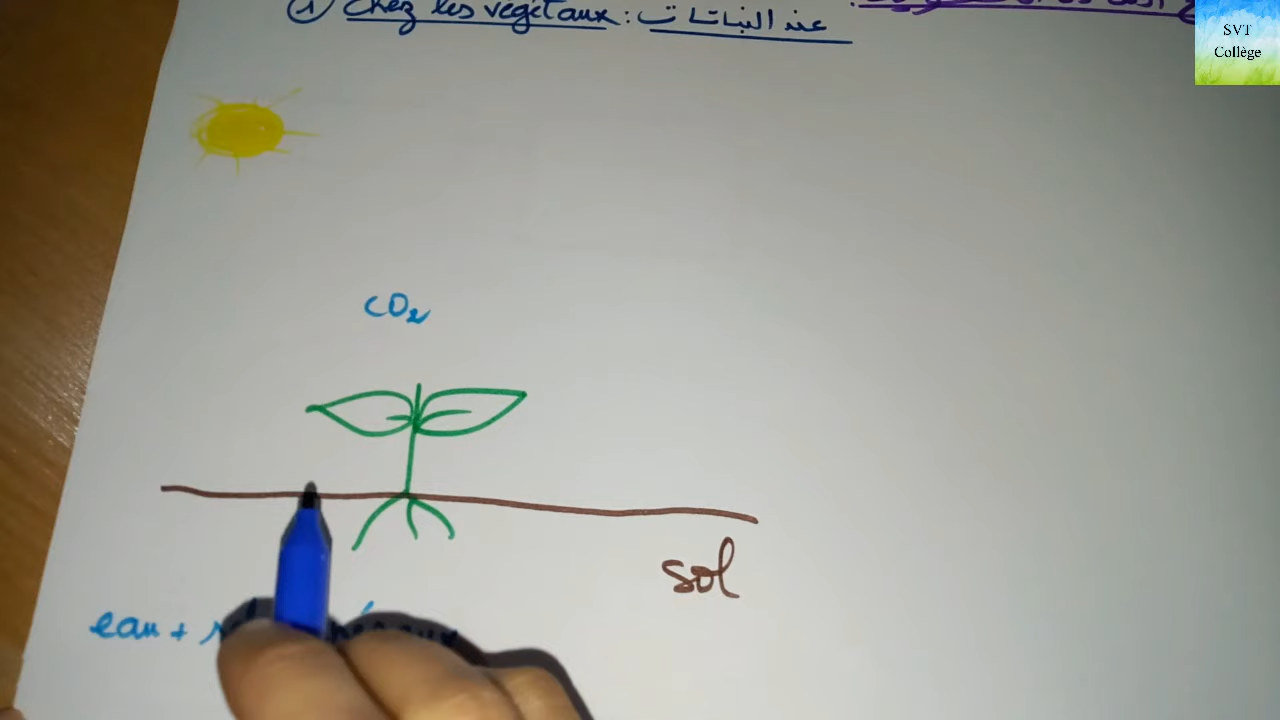 ① Chez les végétaux : عند النباتات
SVT
Collège
CO2
sol
eau +